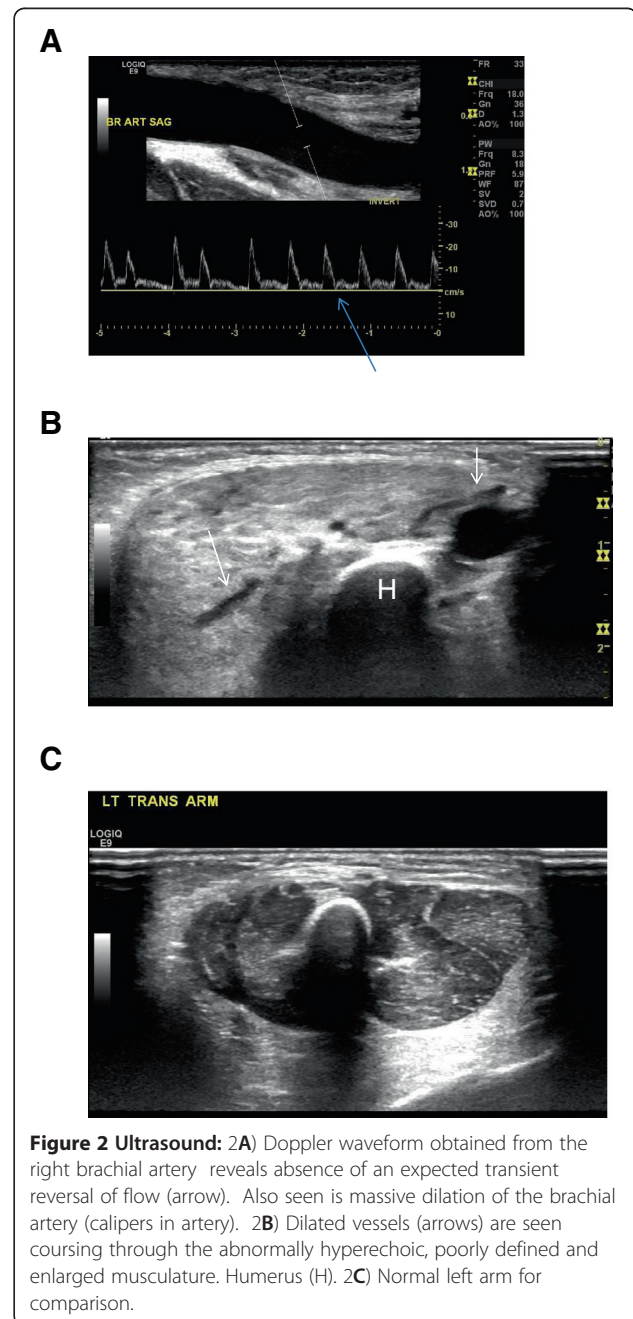 A
LOGIQ
E9
BR ART SAG
INVERT
FR 33
CHI
Frq 18.0
Gn 36
D 1.3
AO% 100
PW
Frq 8.3
Gn 18
PRF 5.9
WF 87
SV 2
SVD 0.7
AO% 100
-30
-20
-10
cm/s
10
-5 -4 -3 -2 -1 -0
B
H
1
2
C
LT TRANS ARM
LOGIQ
E9
Figure 2 Ultrasound: 2A) Doppler waveform obtained from the
right brachial artery reveals absence of an expected transient
reversal of flow (arrow). Also seen is massive dilation of the brachial
artery (calipers in artery). 2B) Dilated vessels (arrows) are seen
coursing through the abnormally hyperechoic, poorly defined and
enlarged musculature. Humerus (H). 2C) Normal left arm for
comparison.